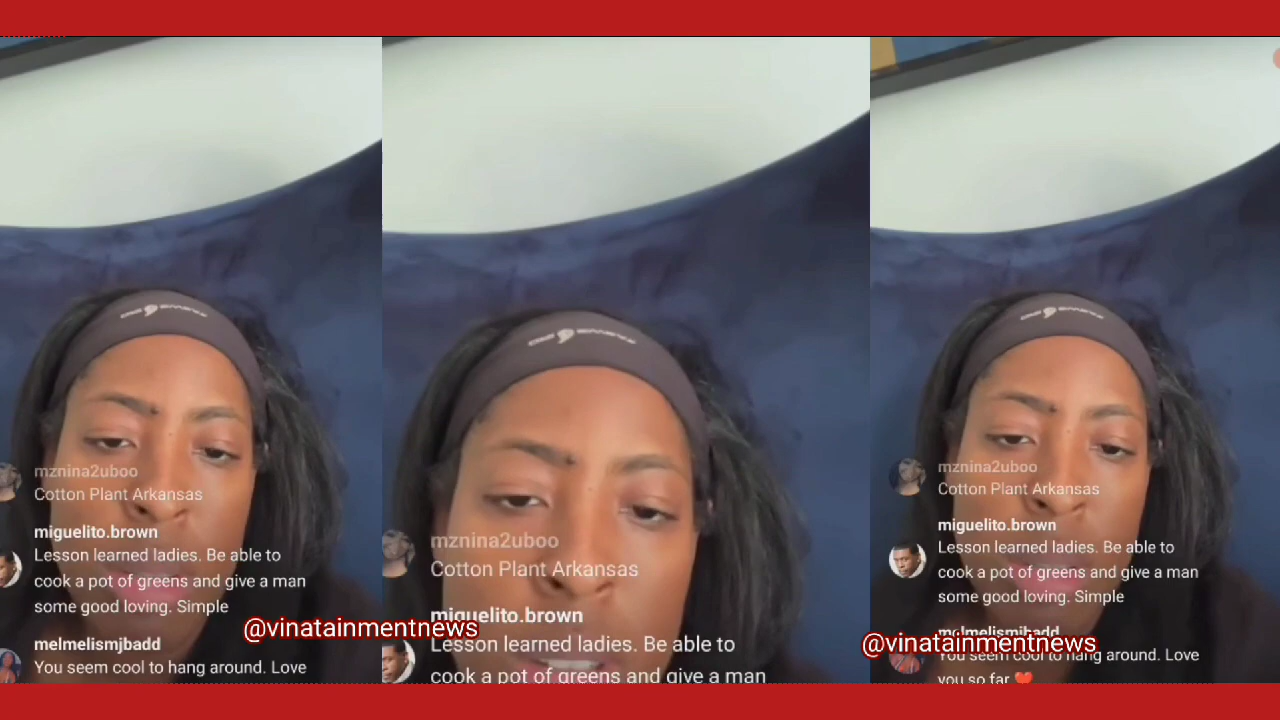 mznina2uboo
Cotton Plant Arkansas
miguelito.brown
Lesson learned ladies. Be able to
cook a pot of greens and give a man
some good loving. Simple
melmelismjbadd
You seem cool to hang around. Love
@vinatainmentnews
mznina2uboo
Cotton Plant Arkansas
miguelito.brown
Lesson learned ladies. Be able to
cook a pot of greens and give a man
mznina2uboo
Cotton Plant Arkansas
miguelito.brown
Lesson learned ladies. Be able to
cook a pot of greens and give a man
some good loving. Simple
melmelismjbadd
@vinatainmentnews
You seem cool to hang around. Love
you so far ❤️